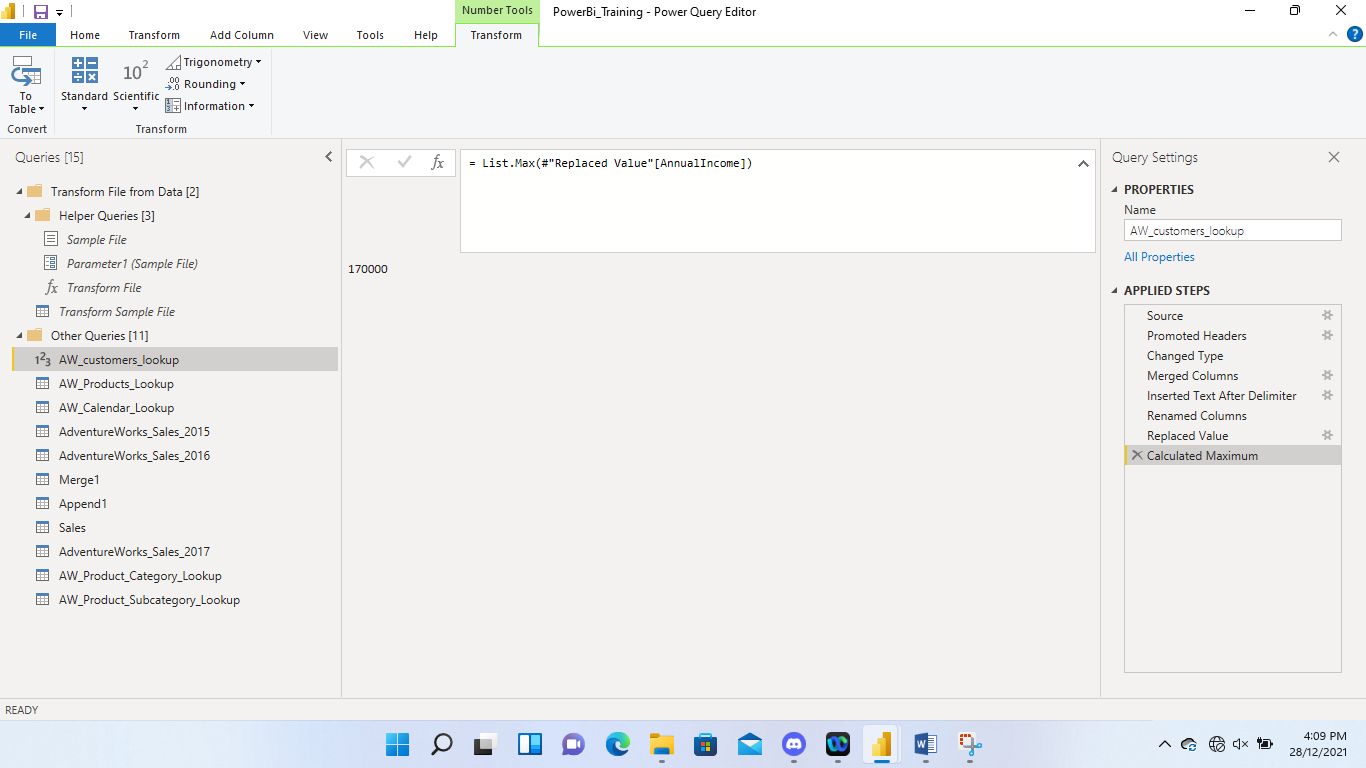 Number Tools
PowerBi_Training - Power Query Editor
File Home Transform Add Column View Tools Help Transform
To Table
Standard
10² Scientific
Trigonometry
.00 Rounding
Information
Convert
Transform
Queries [15]
Transform File from Data [2]
Helper Queries [3]
Sample File
Parameter1 (Sample File)
fx Transform File
Transform Sample File
Other Queries [11]
1²3 AW_customers_lookup
AW_Products_Lookup
AW_Calendar_Lookup
AdventureWorks_Sales_2015
AdventureWorks_Sales_2016
Merge1
Append1
Sales
AdventureWorks_Sales_2017
AW_Product_Category_Lookup
AW_Product_Subcategory_Lookup
fx
= List.Max(#"Replaced Value"[AnnualIncome])
170000
Query Settings
PROPERTIES
Name
AW_customers_lookup
All Properties
APPLIED STEPS
Source
Promoted Headers
Changed Type
Merged Columns
Inserted Text After Delimiter
Renamed Columns
Replaced Value
Calculated Maximum
READY
4:09 PM
28/12/2021